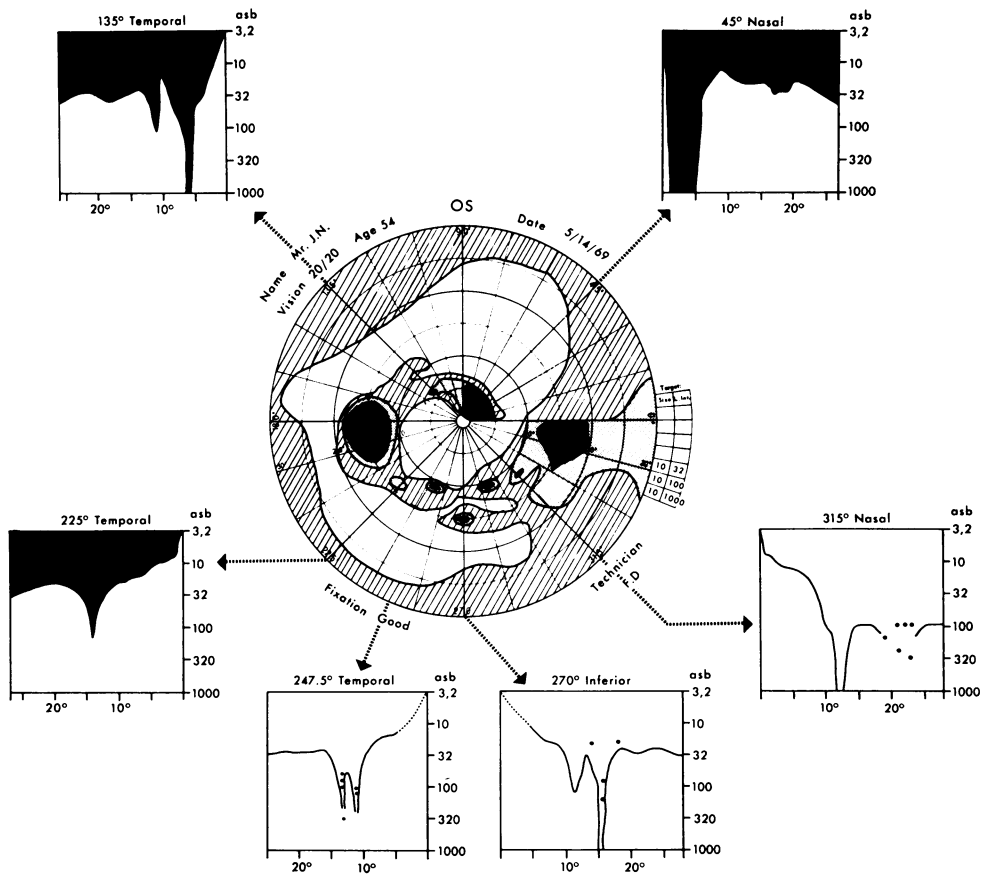 135° Temporal
asb
3,2
10
32
100
320
1000
20° 10°
45° Nasal
asb
3,2
10
32
100
320
1000
10° 20°
OS
Name Mr. J.N. Age 54
Vision 20/20
Date 5/14/69
Target:
10 32
10 100
10 1000
225° Temporal
asb
3,2
10
32
100
320
1000
20° 10°
Fixation Good
Technician
F.D
315° Nasal
asb
3,2
10
32
100
320
1000
10° 20°
247.5° Temporal
asb
3,2
10
32
100
320
1000
20° 10°
270° Inferior
asb
3,2
10
32
100
320
1000
10° 20°